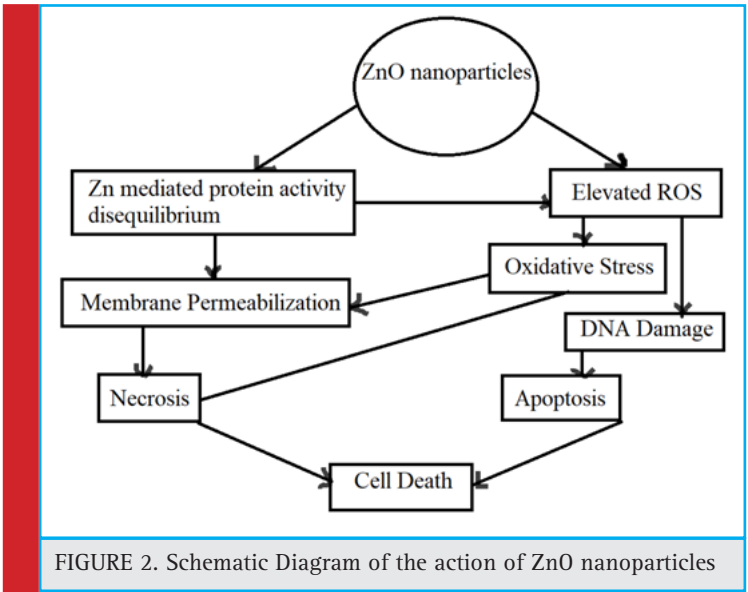 ZnO nanoparticles
Zn mediated protein activity
disequilibrium
Elevated ROS
Oxidative Stress
Membrane Permeabilization
DNA Damage
Necrosis
Apoptosis
Cell Death
FIGURE 2. Schematic Diagram of the action of ZnO nanoparticles